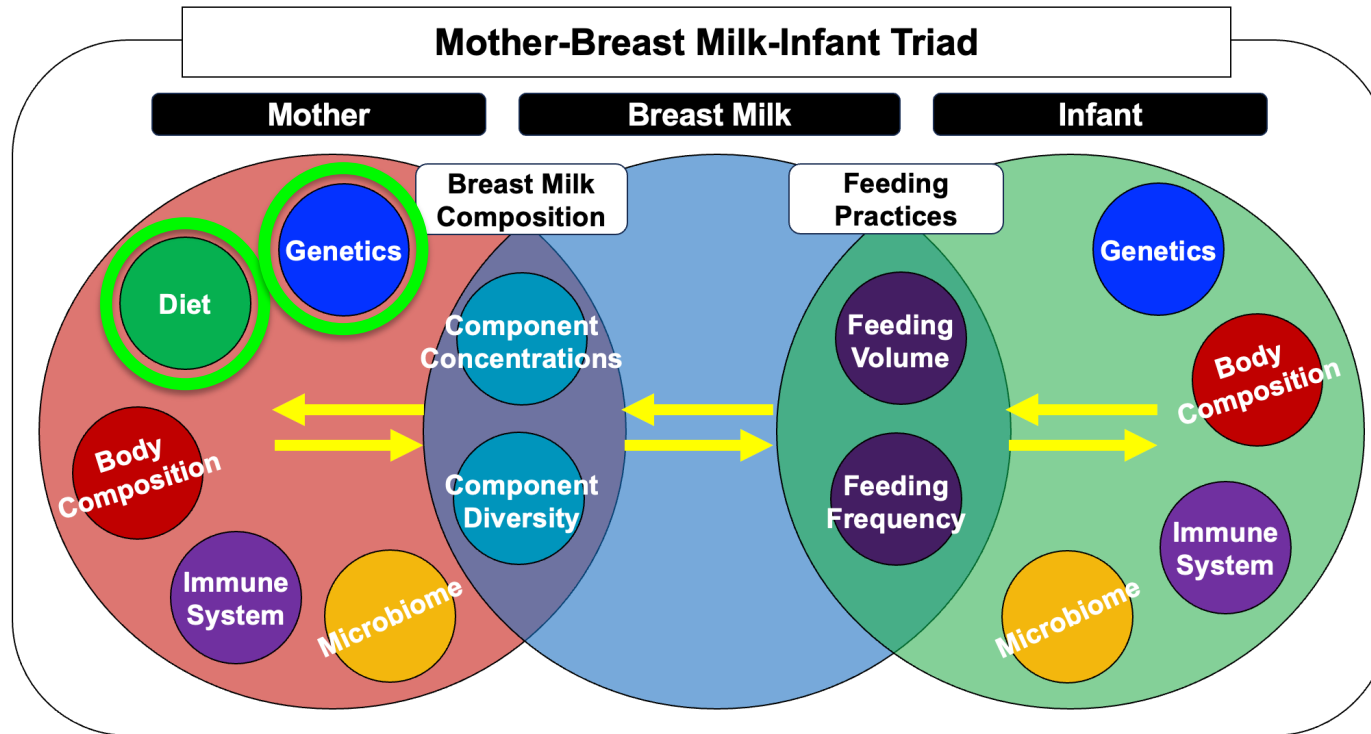 Mother-Breast Milk-Infant Triad
Mother
Breast Milk
Infant
Breast Milk
Composition
Feeding
Practices
Genetics
Diet
Body
Composition
Immune
System
Microbiome
Component
Concentrations
Component
Diversity
Feeding
Volume
Feeding
Frequency
Genetics
Body
Composition
Immune
System
Microbiome